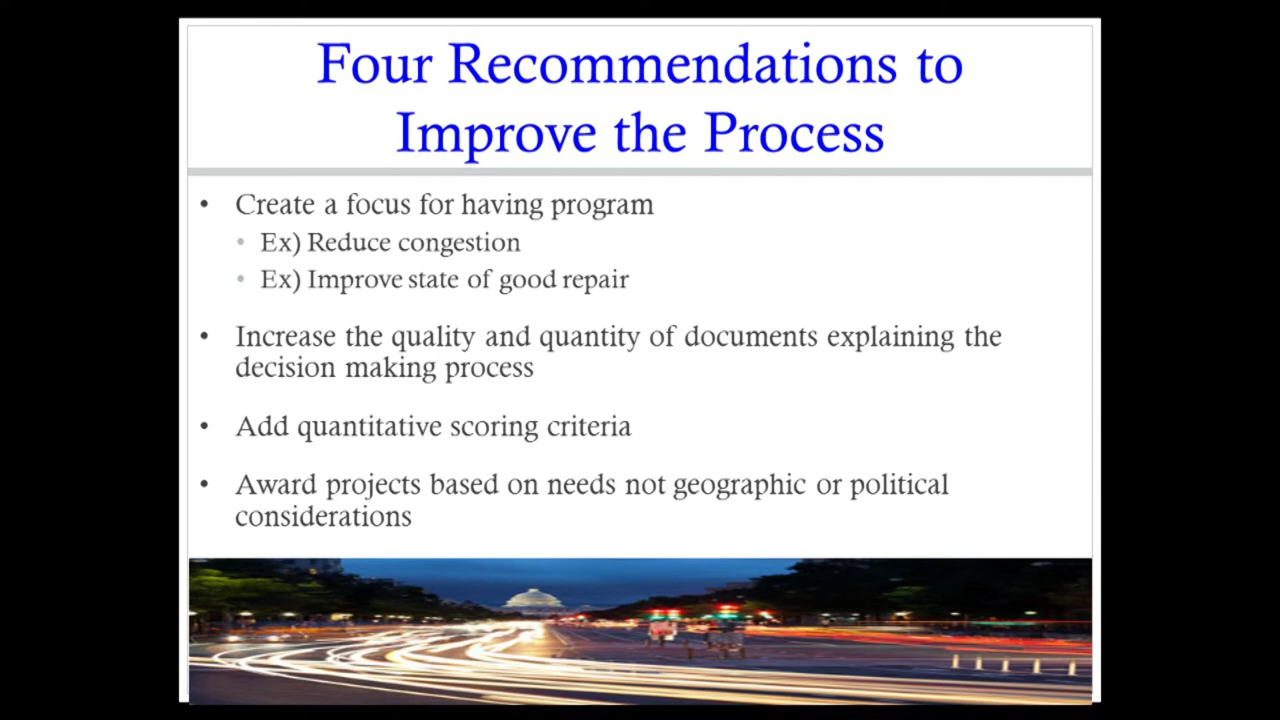 Four Recommendations to
Improve the Process
• Create a focus for having program
• Ex) Reduce congestion
• Ex) Improve state of good repair
• Increase the quality and quantity of documents explaining the
decision making process
• Add quantitative scoring criteria
• Award projects based on needs not geographic or political
considerations